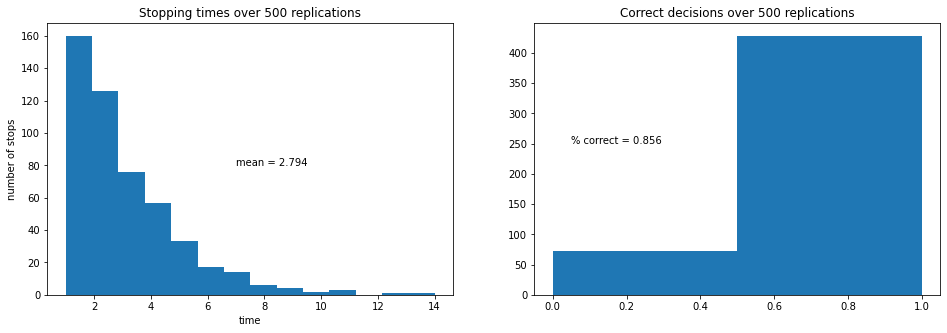 Stopping times over 500 replications
160
140
120
100
80
60
40
20
0
number of stops
mean = 2.794
2 4 6 8 10 12 14
time
Correct decisions over 500 replications
400
350
300
250
200
150
100
50
0
% correct = 0.856
0.0 0.2 0.4 0.6 0.8 1.0